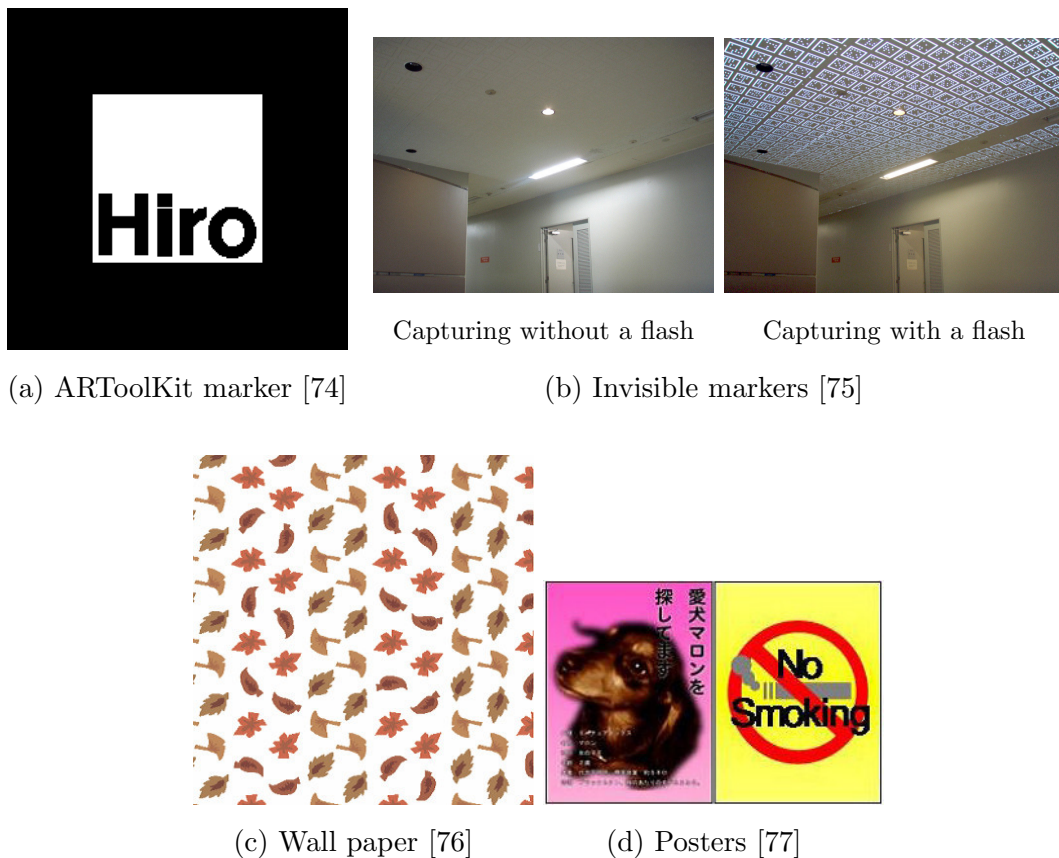 Hiro
Capturing without a flash
Capturing with a flash
(a) ARToolKit marker [74]
(b) Invisible markers [75]
愛犬マロンを
探してます
No
Smoking
(c) Wall paper [76]
(d) Posters [77]